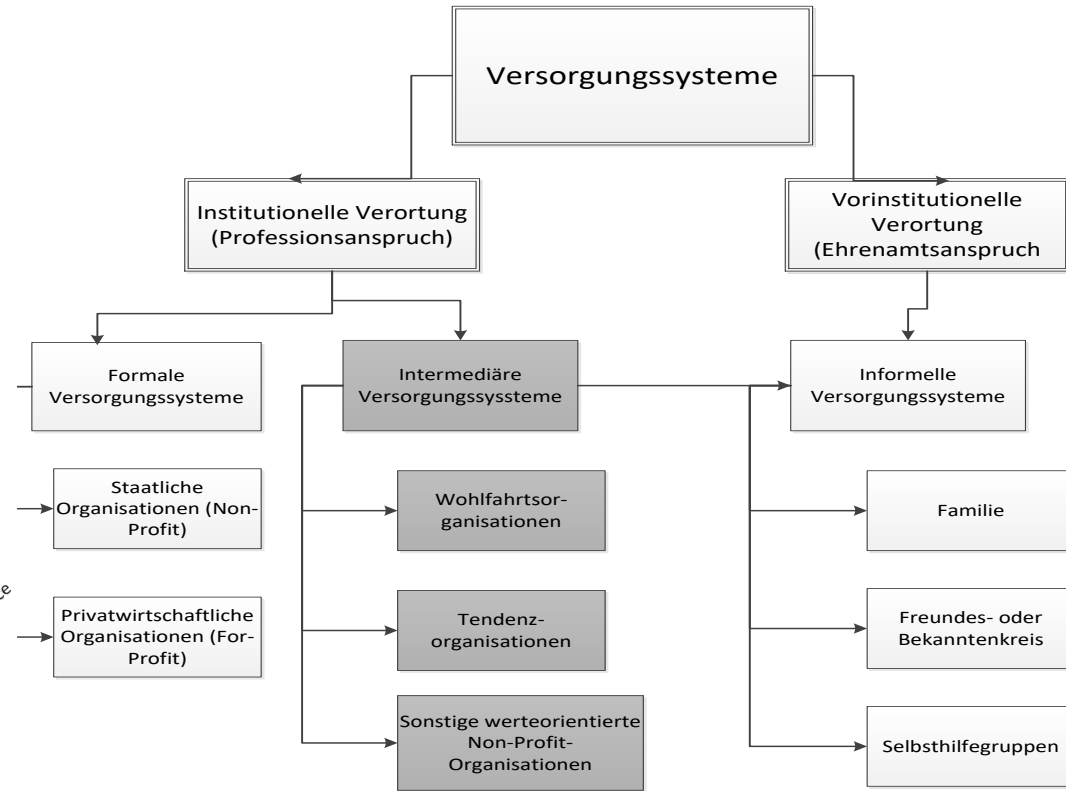 Versorgungssysteme
Institutionelle Verortung
(Professionsanspruch)
Vorinstitutionelle
Verortung
(Ehrenamtsanspruch
Formale
Versorgungssysteme
Intermediäre
Versorgungssyssteme
Informelle
Versorgungssysteme
Staatliche
Organisationen (Non-
Profit)
Wohlfahrtsor-
ganisationen
Familie
Privatwirtschaftliche
Organisationen (For-
Profit)
Tendenz-
organisationen
Freundes- oder
Bekanntenkreis
Sonstige werteorientierte
Non-Profit-
Organisationen
Selbsthilfegruppen